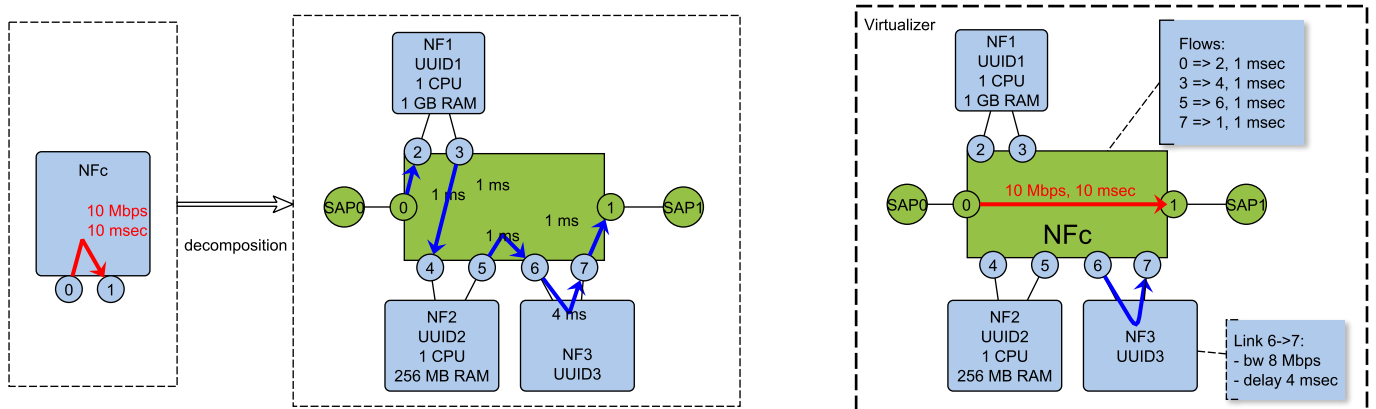 NFc
10 Mbps
10 msec
0
1
decomposition
NF1
UUID1
1 CPU
1 GB RAM
2
3
1 ms
1 ms
SAP0
0
1 ms
1
SAP1
1 ms
4
5
6
7
NF2
UUID2
1 CPU
256 MB RAM
4 ms
NF3
UUID3
Virtualizer
NF1
UUID1
1 CPU
1 GB RAM
Flows:
0 => 2, 1 msec
3 => 4, 1 msec
5 => 6, 1 msec
7 => 1, 1 msec
2
3
10 Mbps, 10 msec
SAP0
0
1
SAP1
NFc
4
5
6
7
NF2
UUID2
1 CPU
256 MB RAM
NF3
UUID3
Link 6->7:
- bw 8 Mbps
- delay 4 msec